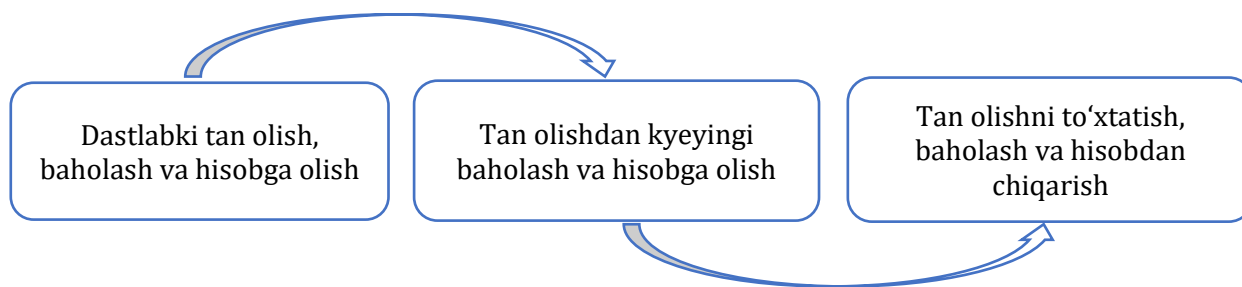 Dastlabki tan olish,
baholash va hisobga olish
Tan olishdan kyeyingi
baholash va hisobga olish
Tan olishni to‘xtatish,
baholash va hisobdan
chiqarish